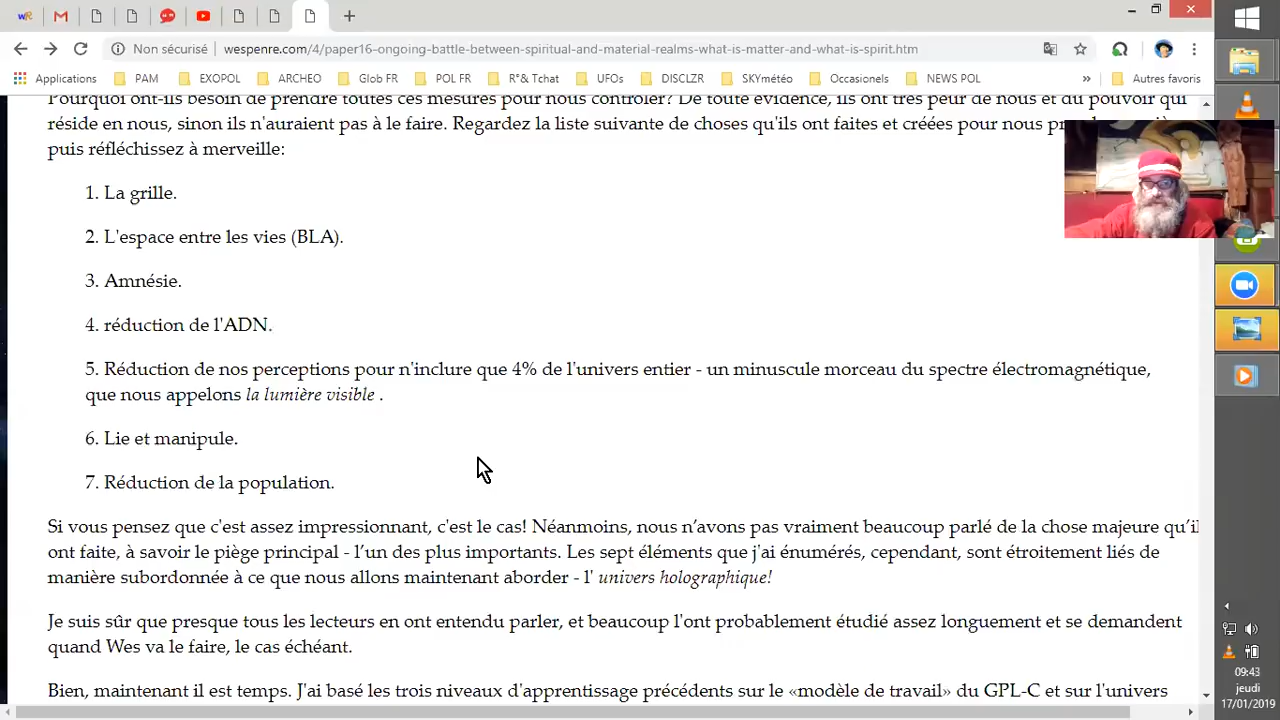 Non sécurisé
wespenre.com/4/paper16-ongoing-battle-between-spiritual-and-material-realms-what-is-matter-and-what-is-spirit.htm
Applications PAM EXOPOL ARCHEO Glob FR POL FR R°& Tchat UFOs DISCLZR SKYmétéo Occasionels NEWS POL » Autres favoris
Pourquoi ont-ils besoin de prendre toutes ces mesures pour nous contrôler? De toute évidence, ils ont très peur de nous et du pouvoir qui
réside en nous, sinon ils n'auraient pas à le faire. Regardez la liste suivante de choses qu'ils ont faites et créées pour nous
puis réfléchissez à merveille:
1. La grille.
2. L'espace entre les vies (BLA).
3. Amnésie.
4. réduction de l'ADN.
5. Réduction de nos perceptions pour n'inclure que 4% de l'univers entier - un minuscule morceau du spectre électromagnétique,
que nous appelons la lumière visible .
6. Lie et manipule.
7. Réduction de la population.
Si vous pensez que c'est assez impressionnant, c'est le cas! Néanmoins, nous n’avons pas vraiment beaucoup parlé de la chose majeure qu’il
ont faite, à savoir le piège principal - l’un des plus importants. Les sept éléments que j'ai énumérés, cependant, sont étroitement liés de
manière subordonnée à ce que nous allons maintenant aborder - l' univers holographique!
Je suis sûr que presque tous les lecteurs en ont entendu parler, et beaucoup l'ont probablement étudié assez longuement et se demandent
quand Wes va le faire, le cas échéant.
Bien, maintenant il est temps. J'ai basé les trois niveaux d'apprentissage précédents sur le «modèle de travail» du GPL-C et sur l'univers
09:43
jeudi
17/01/2019